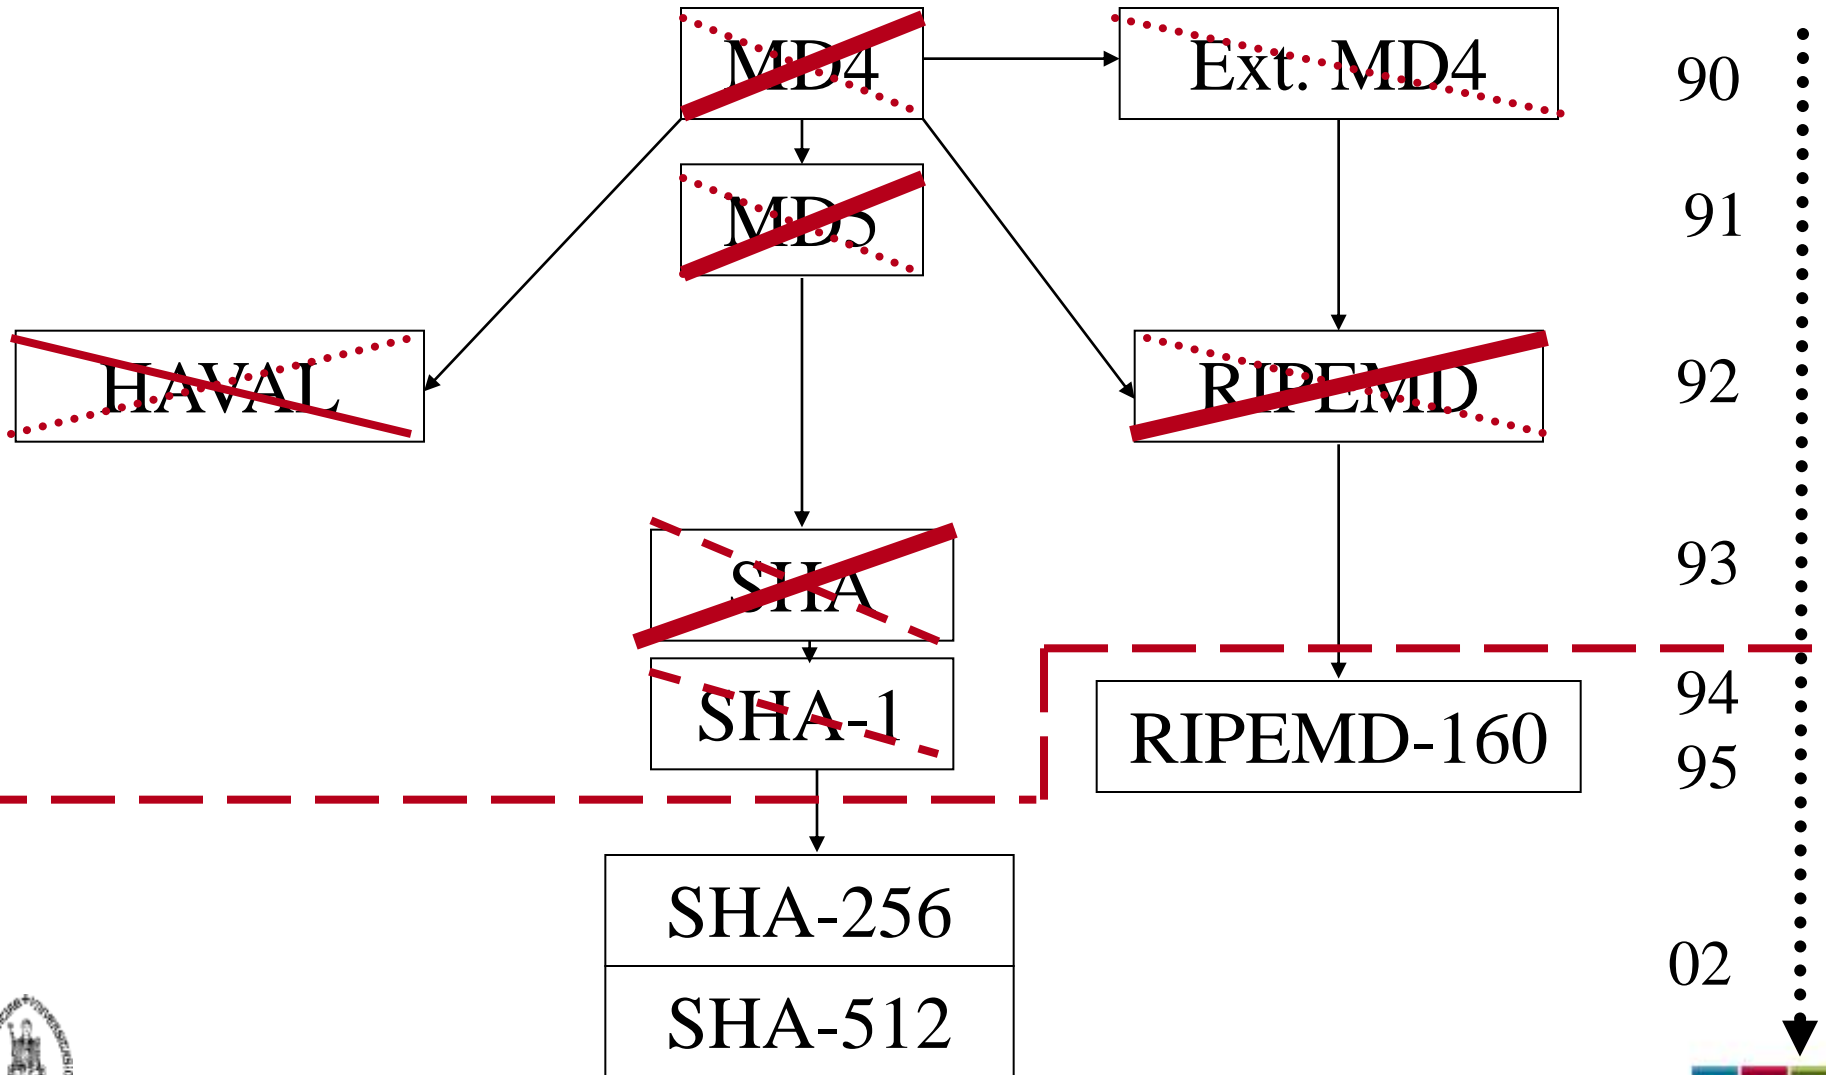 MD4
Ext. MD4
90
MD5
91
HAVAL
RIPEMD
92
SHA
93
SHA-1
RIPEMD-160
94
95
SHA-256
02
SHA-512